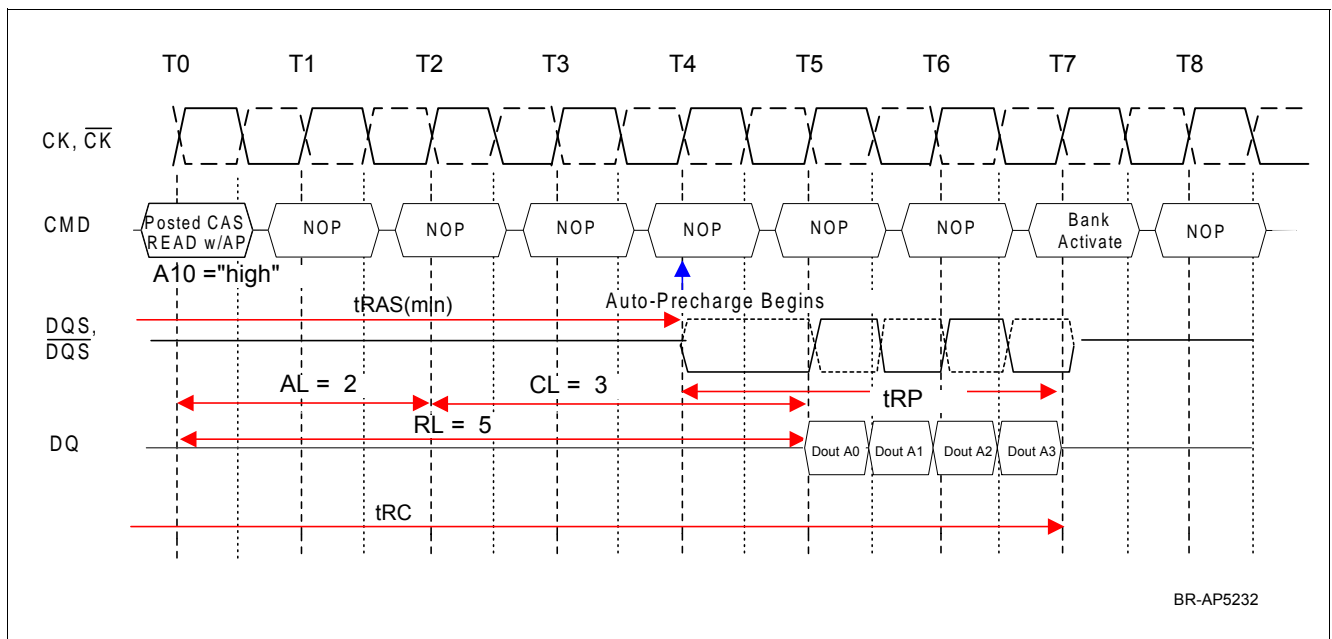 T0 T1 T2 T3 T4 T5 T6 T7 T8
CK, CK
CMD
Posted CAS
READ w/AP
NOP NOP NOP NOP NOP NOP
Bank
Activate
NOP
A10 ="high"
tRAS(min)
Auto-Precharge Begins
DQS,
DQS
AL = 2
CL = 3
tRP
RL = 5
DQ
Dout A0 Dout A1 Dout A2 Dout A3
tRC
BR-AP5232